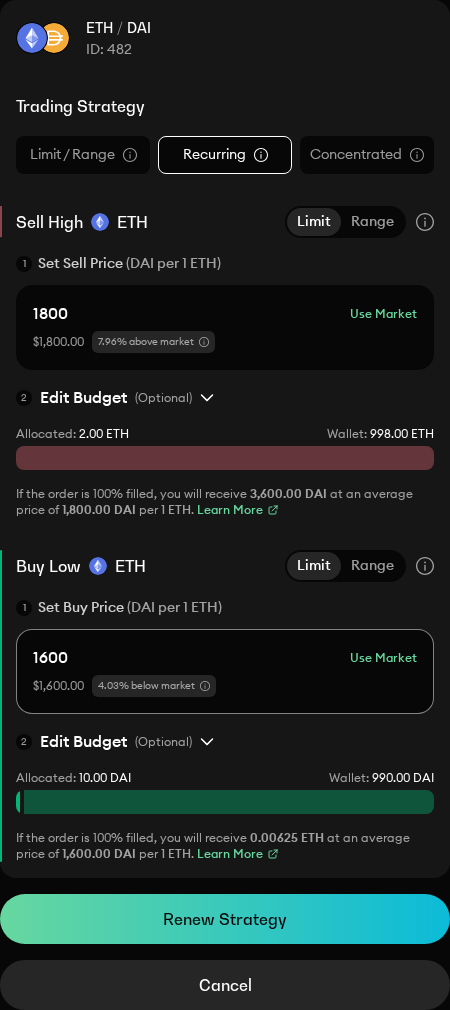 ETH / DAI
ID: 482
Trading Strategy
Limit / Range
Recurring
Concentrated
Sell High ETH
Limit Range
1 Set Sell Price (DAI per 1 ETH)
1800
Use Market
$1,800.00 7.96% above market
2 Edit Budget (Optional)
Allocated: 2.00 ETH
Wallet: 998.00 ETH
If the order is 100% filled, you will receive 3,600.00 DAI at an average
price of 1,800.00 DAI per 1 ETH. Learn More
Buy Low ETH
Limit Range
1 Set Buy Price (DAI per 1 ETH)
1600
Use Market
$1,600.00 4.03% below market
2 Edit Budget (Optional)
Allocated: 10.00 DAI
Wallet: 990.00 DAI
If the order is 100% filled, you will receive 0.00625 ETH at an average
price of 1,600.00 DAI per 1 ETH. Learn More
Renew Strategy
Cancel